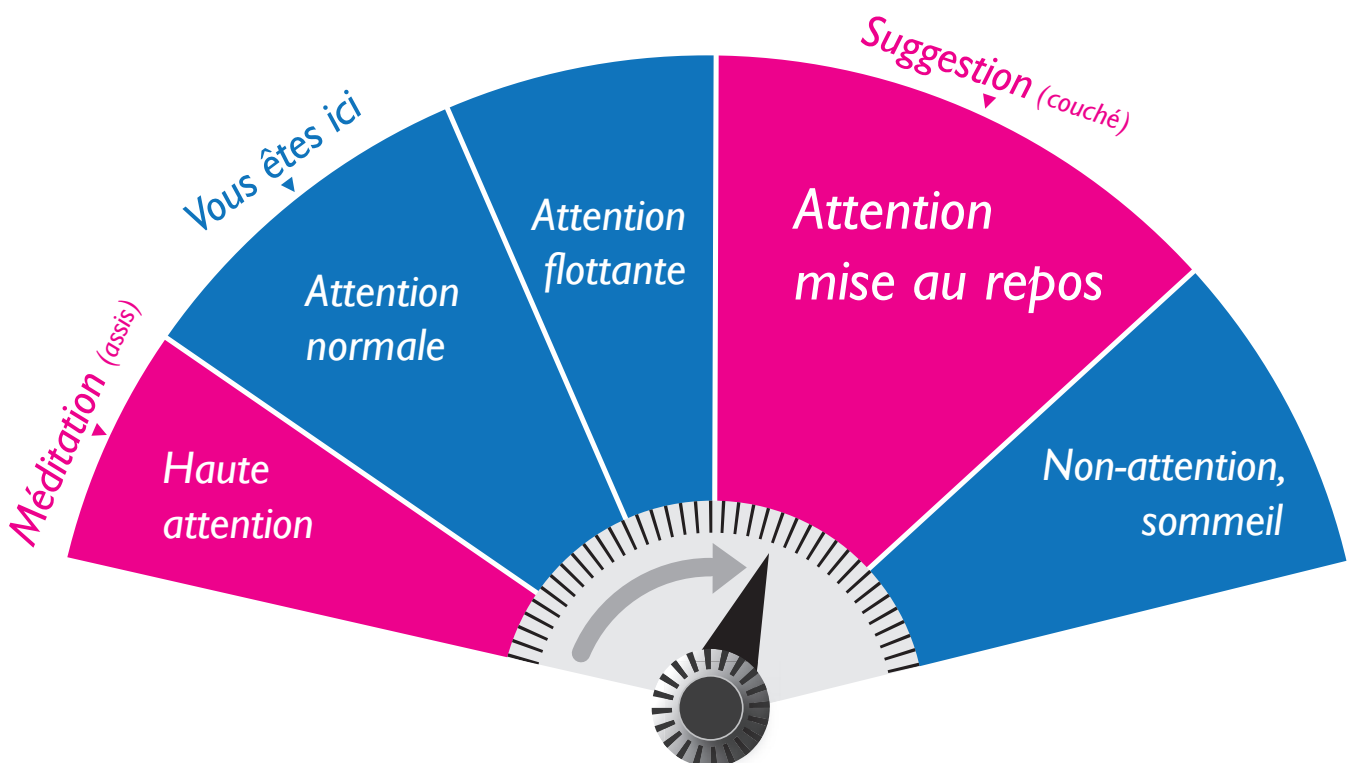 Méditation (assis)
Haute
attention
Vous êtes ici
Attention
normale
Attention
flottante
Suggestion (couché)
Attention
mise au repos
Non-attention,
sommeil